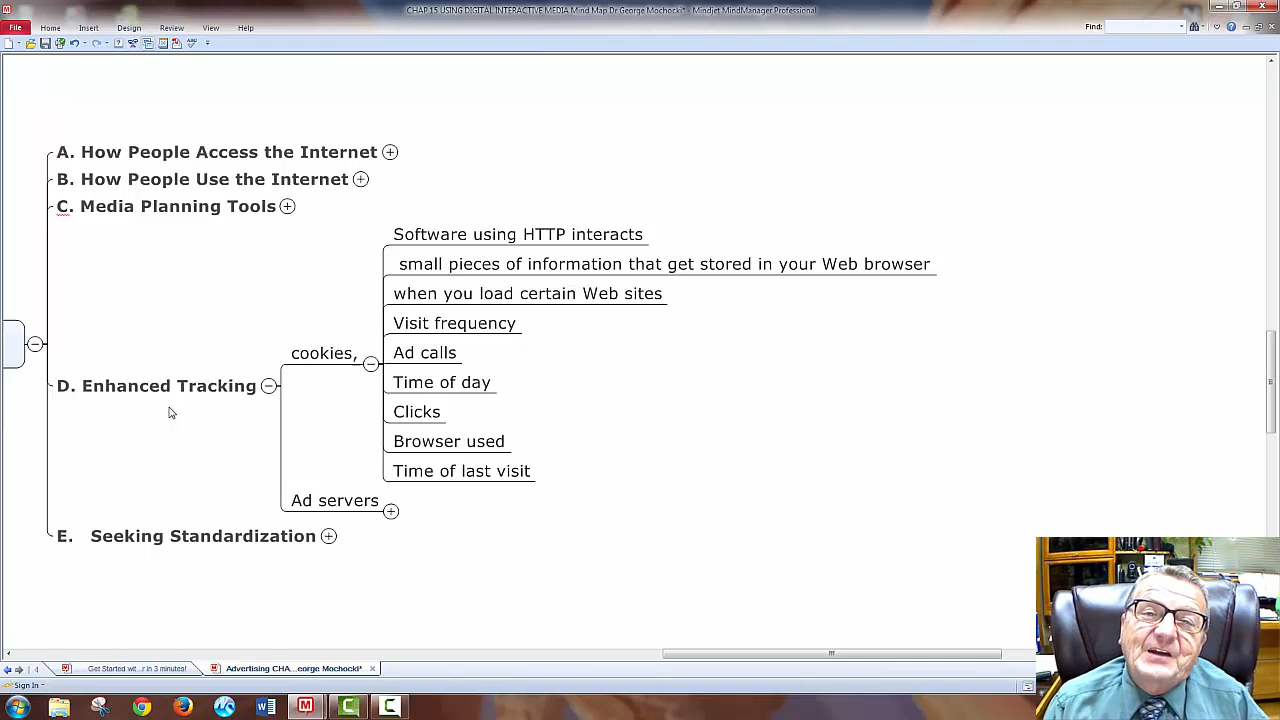 CHAP 15 USING DIGITAL INTERACTIVE MEDIA Mind Map Dr George Mochocki* - Mindjet MindManager Professional
File Home Insert Design Review View Help Find:
A. How People Access the Internet
B. How People Use the Internet
C. Media Planning Tools
Software using HTTP interacts
small pieces of information that get stored in your Web browser
when you load certain Web sites
Visit frequency
cookies,
Ad calls
Time of day
D. Enhanced Tracking
Clicks
Browser used
Time of last visit
Ad servers
E. Seeking Standardization
Get Started wit...r in 3 minutes! Advertising CHA...eorge Mochocki*
Sign In